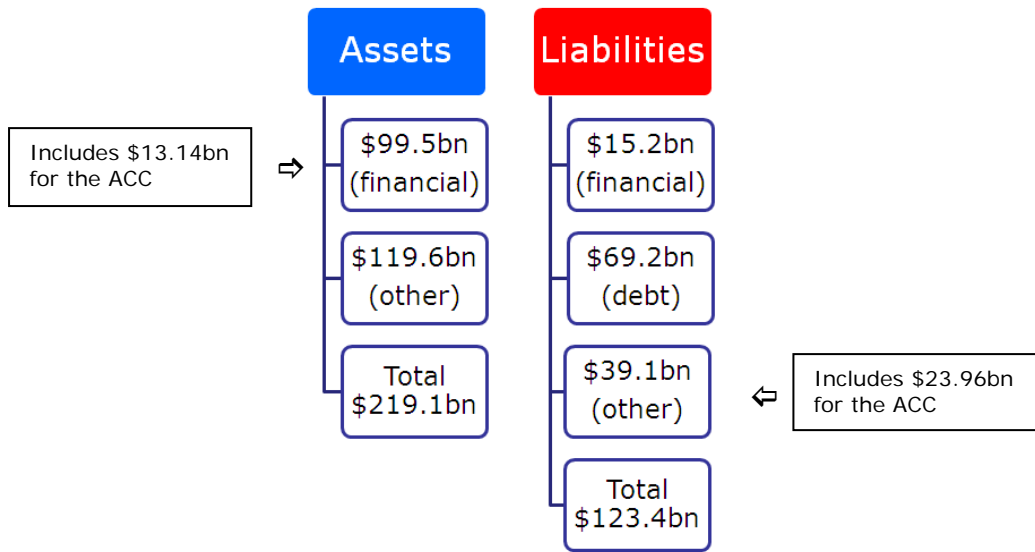 Assets
Liabilities
Includes $13.14bn
for the ACC
$99.5bn
(financial)
$15.2bn
(financial)
$119.6bn
(other)
$69.2bn
(debt)
Total
$219.1bn
$39.1bn
(other)
Includes $23.96bn
for the ACC
Total
$123.4bn